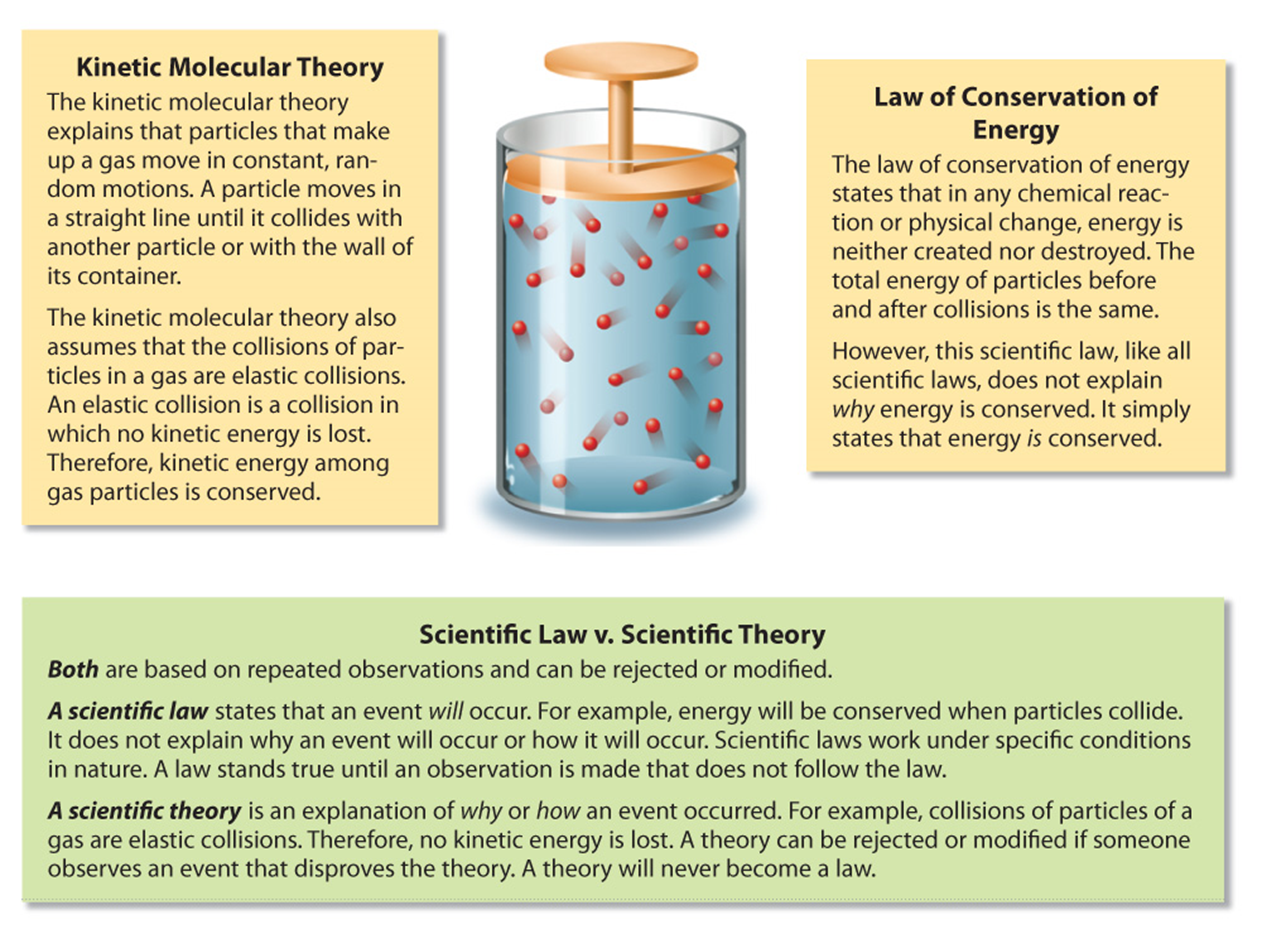 Kinetic Molecular Theory
The kinetic molecular theory
explains that particles that make
up a gas move in constant, ran-
dom motions. A particle moves in
a straight line until it collides with
another particle or with the wall of
its container.
The kinetic molecular theory also
assumes that the collisions of par-
ticles in a gas are elastic collisions.
An elastic collision is a collision in
which no kinetic energy is lost.
Therefore, kinetic energy among
gas particles is conserved.
Law of Conservation of
Energy
The law of conservation of energy
states that in any chemical reac-
tion or physical change, energy is
neither created nor destroyed. The
total energy of particles before
and after collisions is the same.
However, this scientific law, like all
scientific laws, does not explain
why energy is conserved. It simply
states that energy is conserved.
Scientific Law v. Scientific Theory
Both are based on repeated observations and can be rejected or modified.
A scientific law states that an event will occur. For example, energy will be conserved when particles collide.
It does not explain why an event will occur or how it will occur. Scientific laws work under specific conditions
in nature. A law stands true until an observation is made that does not follow the law.
A scientific theory is an explanation of why or how an event occurred. For example, collisions of particles of a
gas are elastic collisions. Therefore, no kinetic energy is lost. A theory can be rejected or modified if someone
observes an event that disproves the theory. A theory will never become a law.